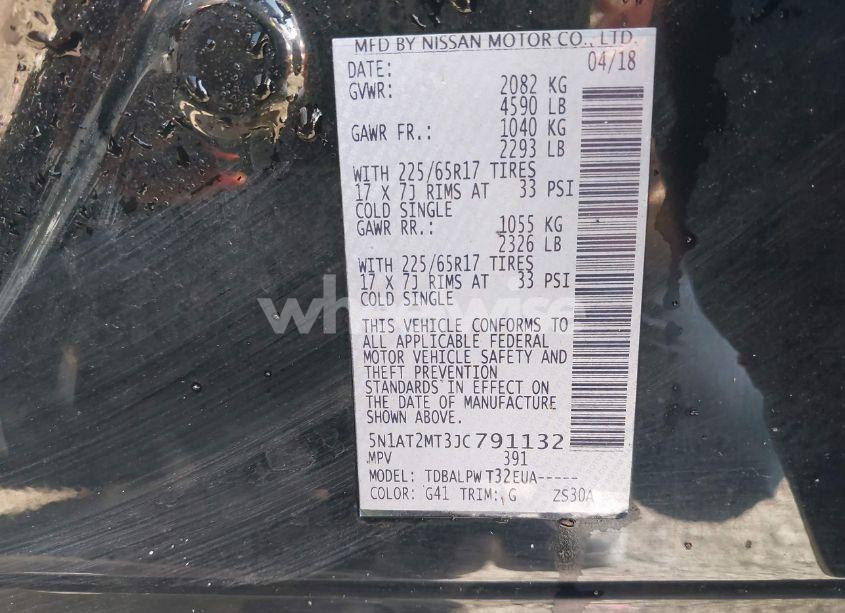 MFD BY NISSAN MOTOR CO., LTD.
DATE: 04/18
GVWR: 2082 KG
4590 LB
GAWR FR.: 1040 KG
2293 LB
WITH 225/65R17 TIRES
17 X 7J RIMS AT 33 PSI
COLD SINGLE
GAWR RR.: 1055 KG
2326 LB
WITH 225/65R17 TIRES
17 X 7J RIMS AT 33 PSI
COLD SINGLE
whatwise
THIS VEHICLE CONFORMS TO
ALL APPLICABLE FEDERAL
MOTOR VEHICLE SAFETY AND
THEFT PREVENTION
STANDARDS IN EFFECT ON
THE DATE OF MANUFACTURE
SHOWN ABOVE.
5N1AT2MT3JC791132
MPV 391
MODEL: TDBALPW T32EUA-----
COLOR: G41 TRIM: G ZS30A